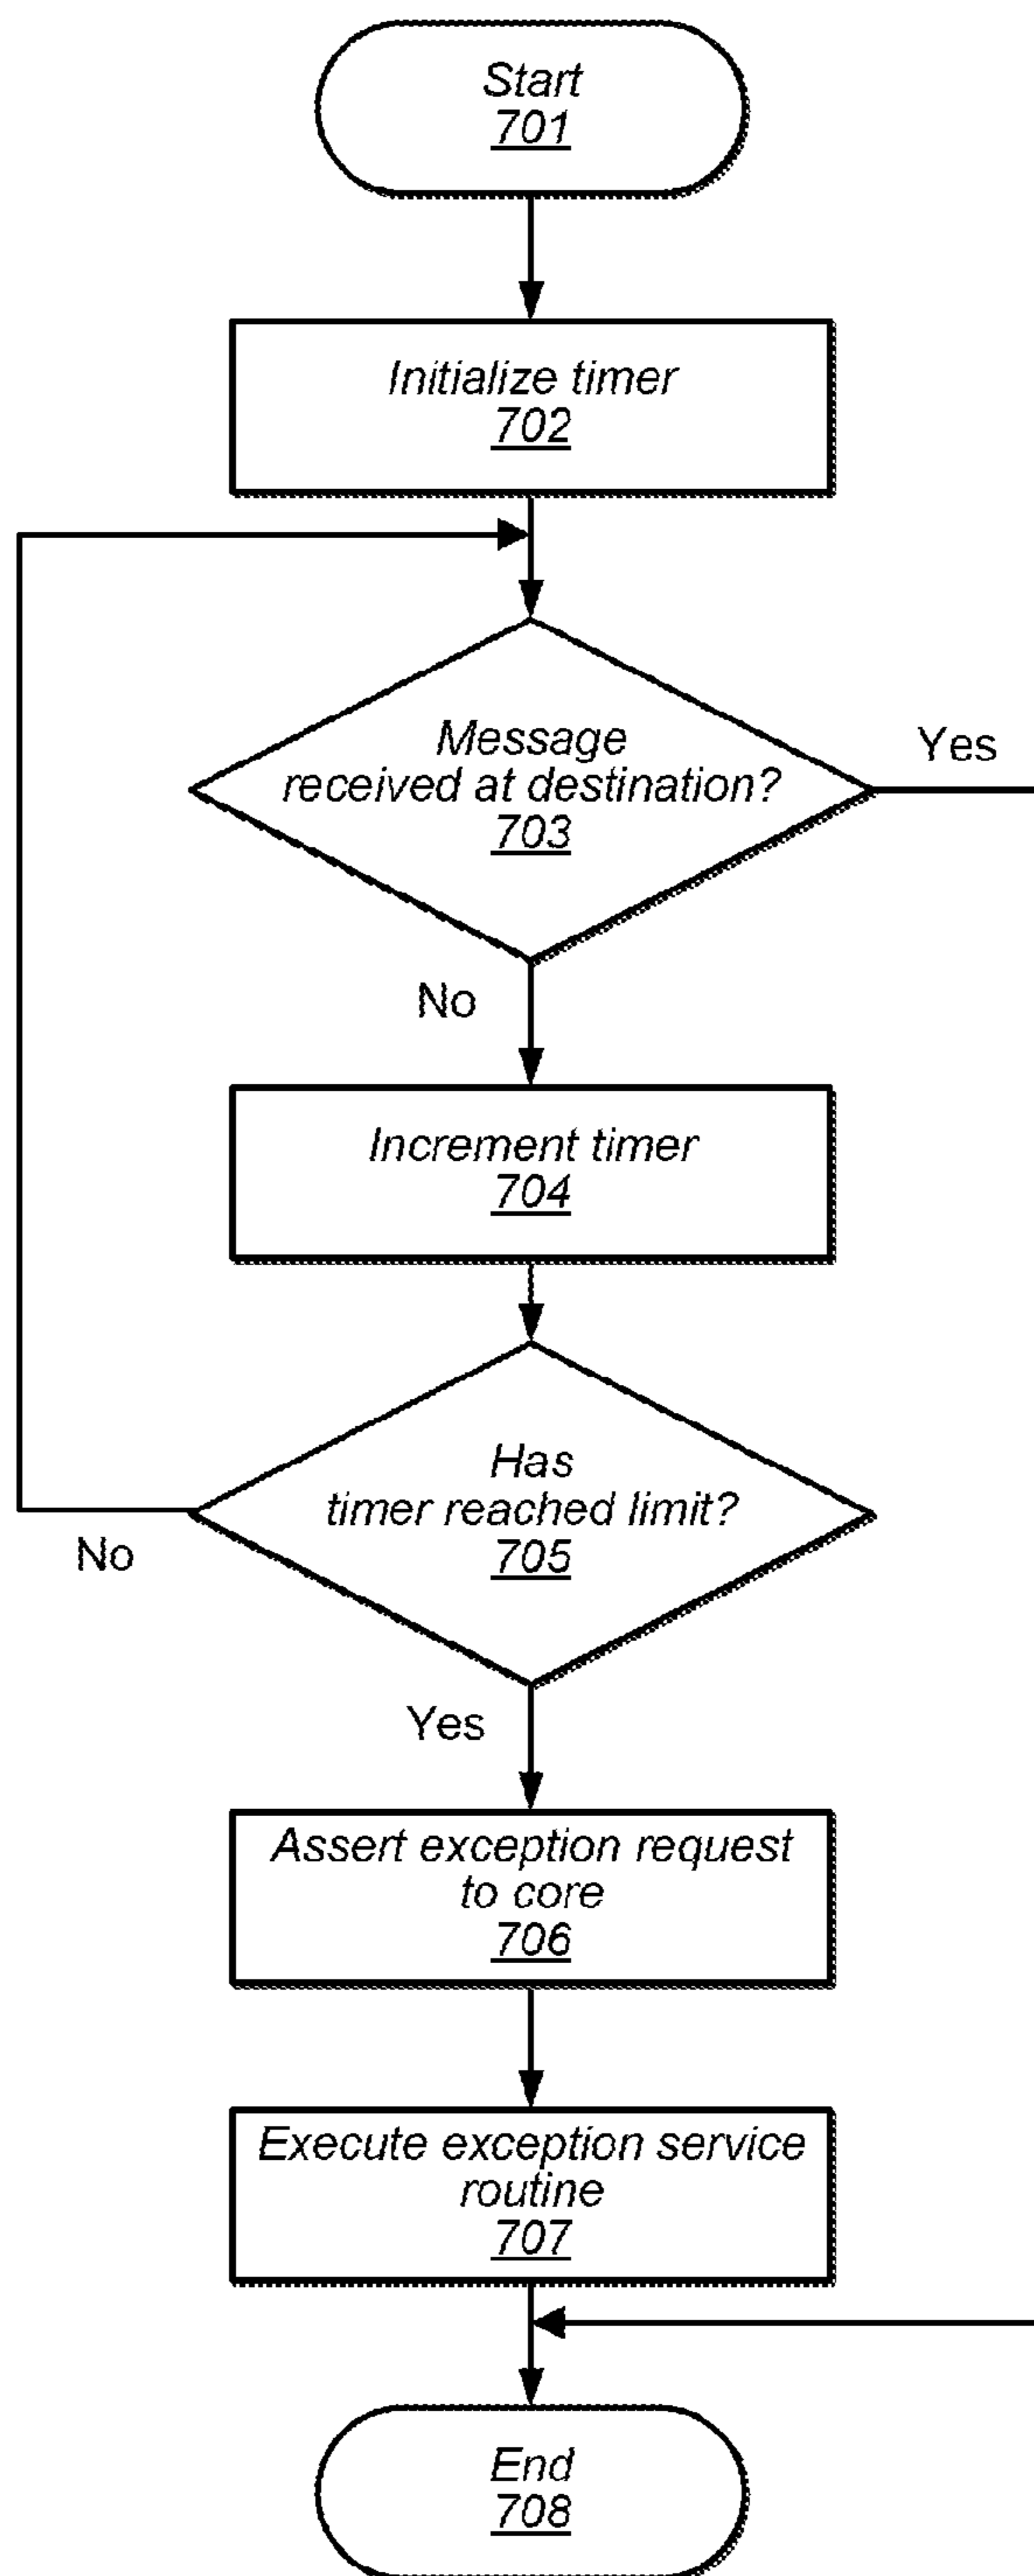 Start
701
Initialize timer
702
Message
received at destination?
703
Yes
No
Increment timer
704
Has
timer reached limit?
705
No
Yes
Assert exception request
to core
706
Execute exception service
routine
707
End
708